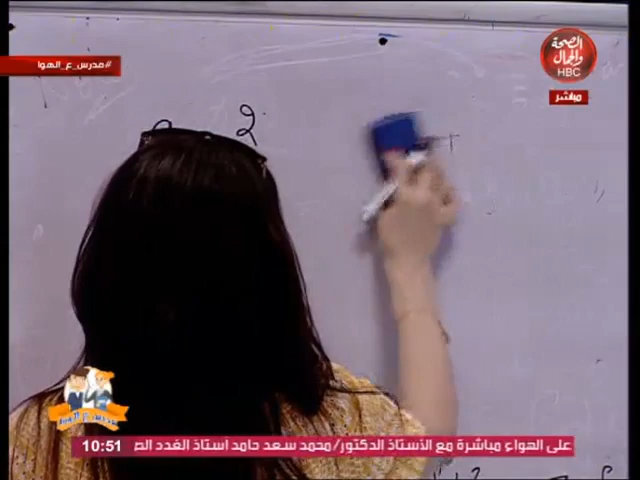 #مدرس_ع_الهوا
الصحة
والجمال
HBC
مباشر
2
على الهواء مباشرة مع الأستاذ الدكتور/محمد سعد حامد استاذ الغدد الص
10:51